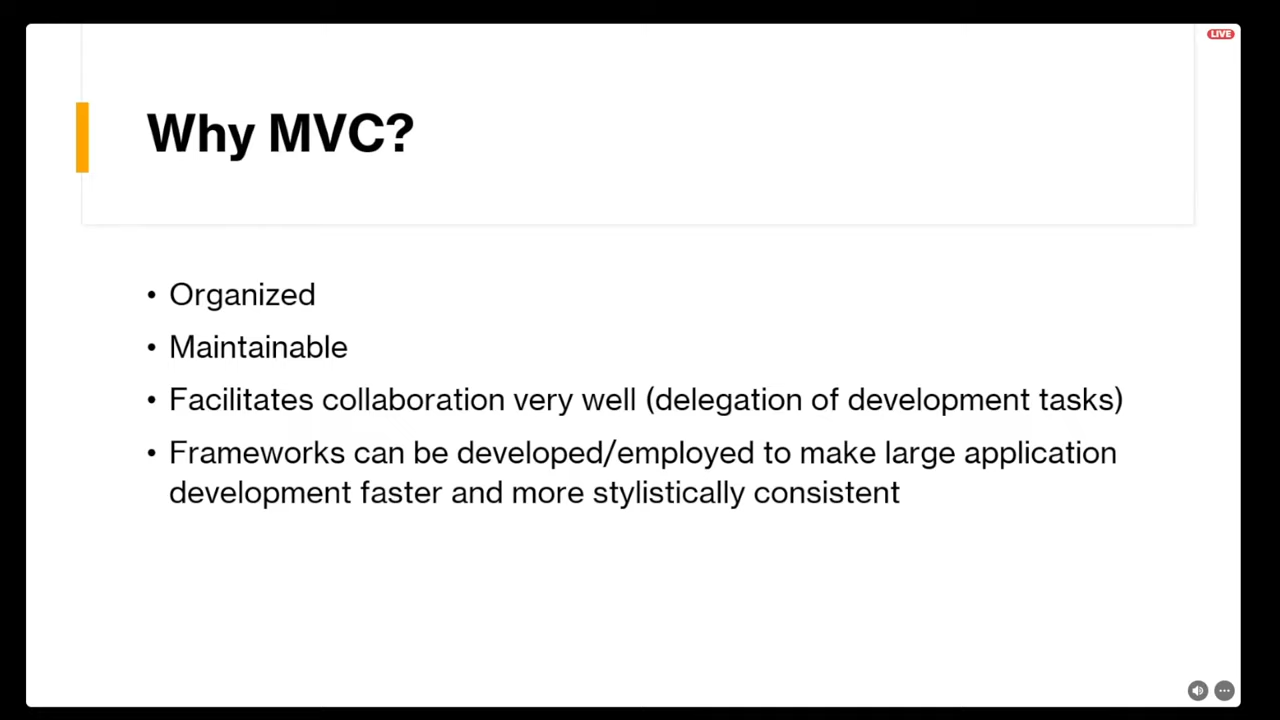 LIVE
Why MVC?
• Organized
• Maintainable
• Facilitates collaboration very well (delegation of development tasks)
• Frameworks can be developed/employed to make large application
development faster and more stylistically consistent